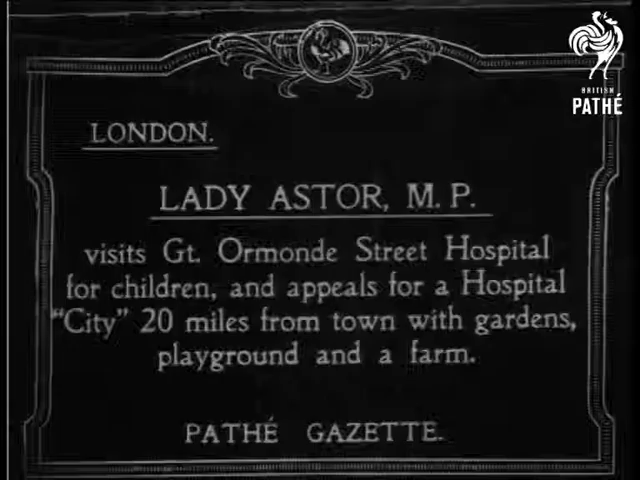 BRITISH
PATHÉ
LONDON.
LADY ASTOR, M.P.
visits Gt. Ormonde Street Hospital
for children, and appeals for a Hospital
"City" 20 miles from town with gardens,
playground and a farm.
PATHÉ GAZETTE.